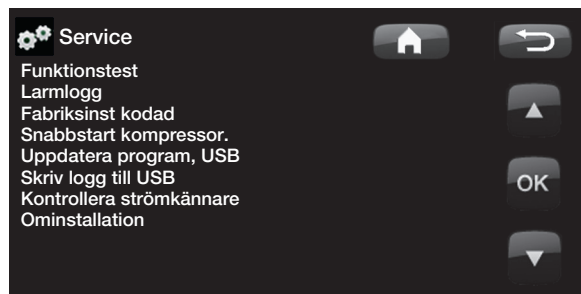 Service
Funktionstest
Larmlogg
Fabriksinst kodad
Snabbstart kompressor.
Uppdatera program, USB
Skriv logg till USB
Kontrollera strömkännare
Ominstallation
OK